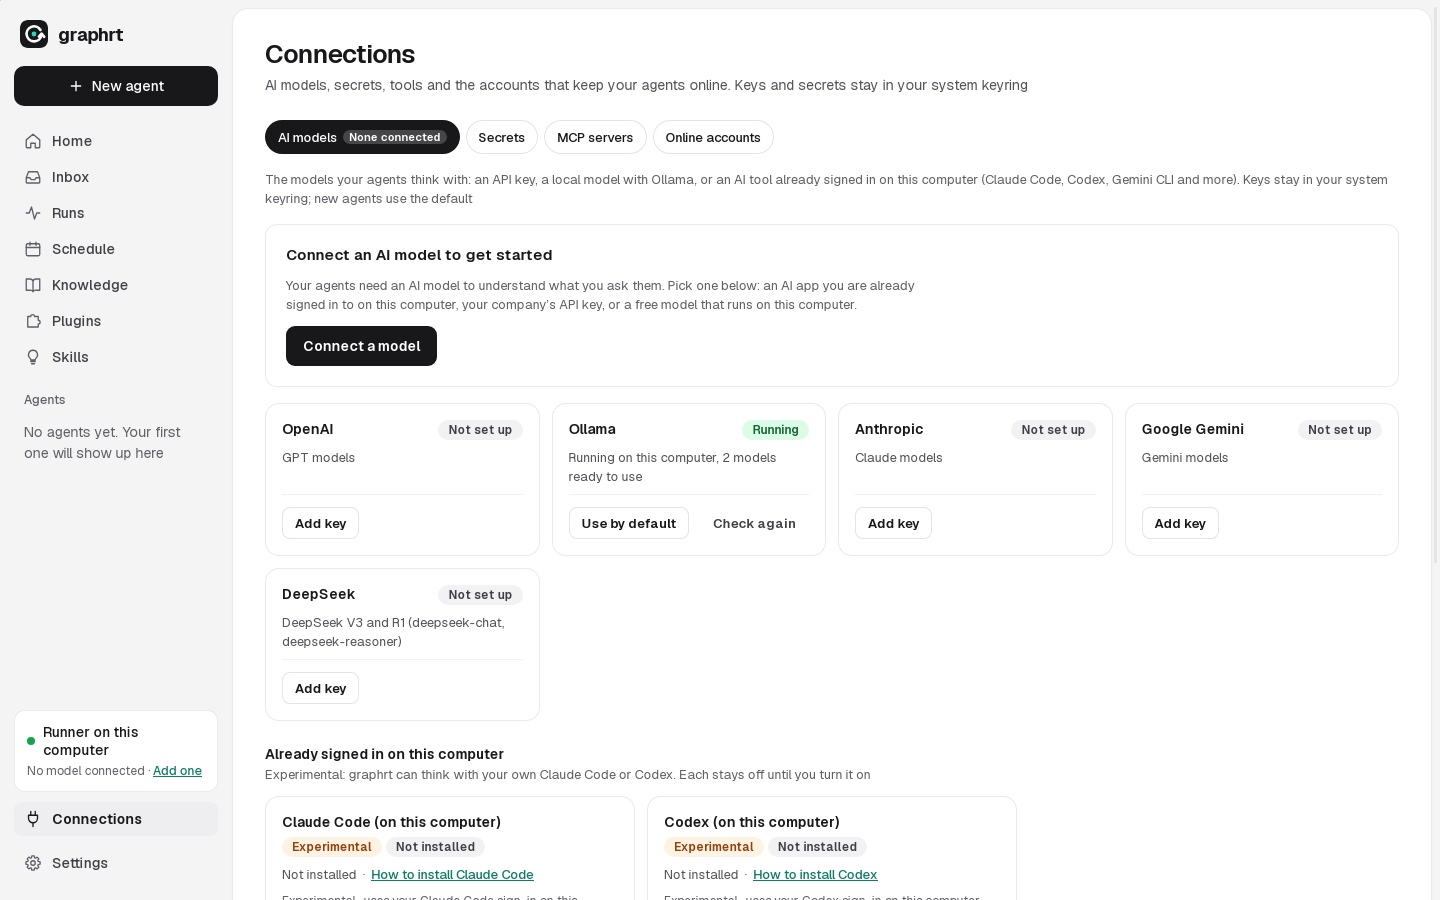 graphrt
New agent
Home
Inbox
Runs
Schedule
Knowledge
Plugins
Skills
Agents
No agents yet. Your first
one will show up here
Runner on this
computer
No model connected · Add one
Connections
Settings
Connections
AI models, secrets, tools and the accounts that keep your agents online. Keys and secrets stay in your system keyring
AI models None connected
Secrets
MCP servers
Online accounts
The models your agents think with: an API key, a local model with Ollama, or an AI tool already signed in on this computer (Claude Code, Codex, Gemini CLI and more). Keys stay in your system
keyring; new agents use the default
Connect an AI model to get started
Your agents need an AI model to understand what you ask them. Pick one below: an AI app you are already
signed in to on this computer, your company's API key, or a free model that runs on this computer.
Connect a model
OpenAI Not set up
GPT models
Add key
Ollama Running
Running on this computer, 2 models
ready to use
Use by default Check again
Anthropic Not set up
Claude models
Add key
Google Gemini Not set up
Gemini models
Add key
DeepSeek Not set up
DeepSeek V3 and R1 (deepseek-chat,
deepseek-reasoner)
Add key
Already signed in on this computer
Experimental: graphrt can think with your own Claude Code or Codex. Each stays off until you turn it on
Claude Code (on this computer)
Experimental Not installed
Not installed · How to install Claude Code
Experimental, uses your Claude Code sign-in on this
Codex (on this computer)
Experimental Not installed
Not installed · How to install Codex